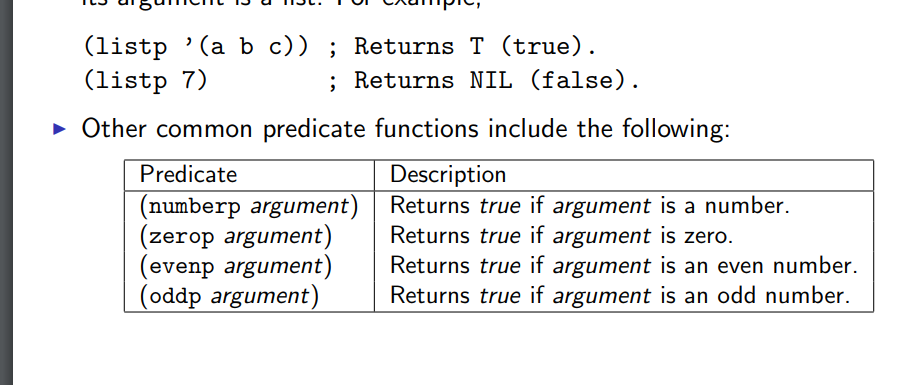 its argument is a list. For example,
(listp ’(a b c)) ; Returns T (true).
(listp 7) ; Returns NIL (false).
▶ Other common predicate functions include the following:
Predicate Description
(numberp argument) Returns true if argument is a number.
(zerop argument) Returns true if argument is zero.
(evenp argument) Returns true if argument is an even number.
(oddp argument) Returns true if argument is an odd number.